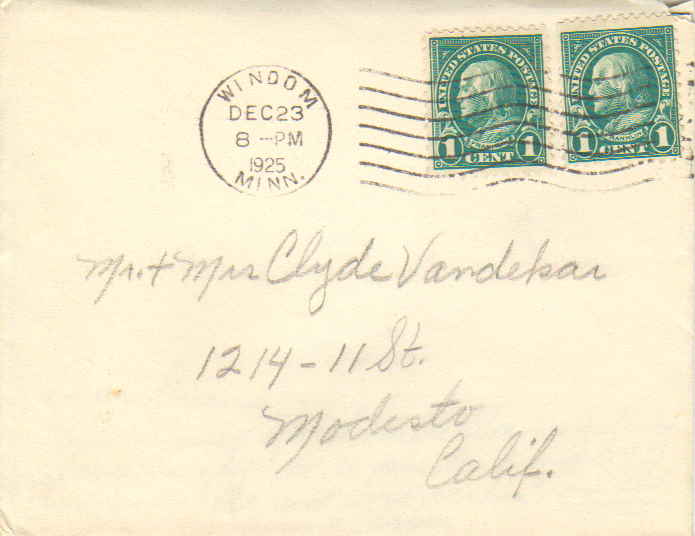 WINDOM
DEC 23
8 - PM
1925
MINN.
UNITED STATES POSTAGE
1 CENT 1
UNITED STATES POSTAGE
1 CENT 1
Mr. + Mrs Clyde Vandekar
1214 - 11 St.
Modesto
Calif.